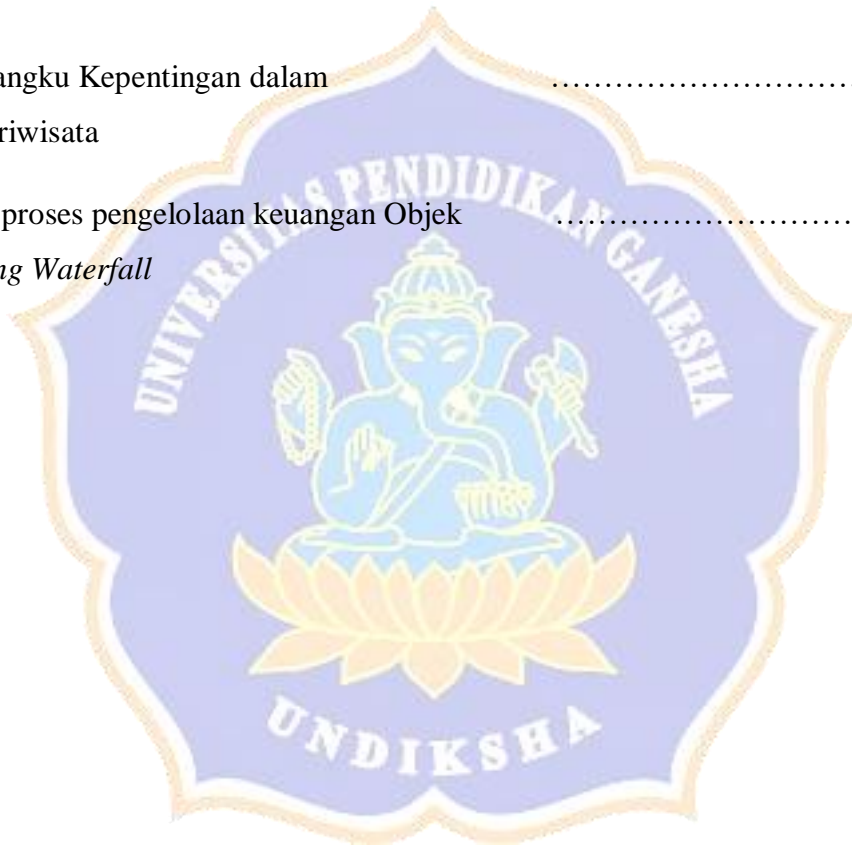 angku Kepentingan dalam ……………………….
riwisata
proses pengelolaan keuangan Objek ……………………….
ng Waterfall
UNIVERSITAS PENDIDIKAN GANESHA
UNDIKSHA